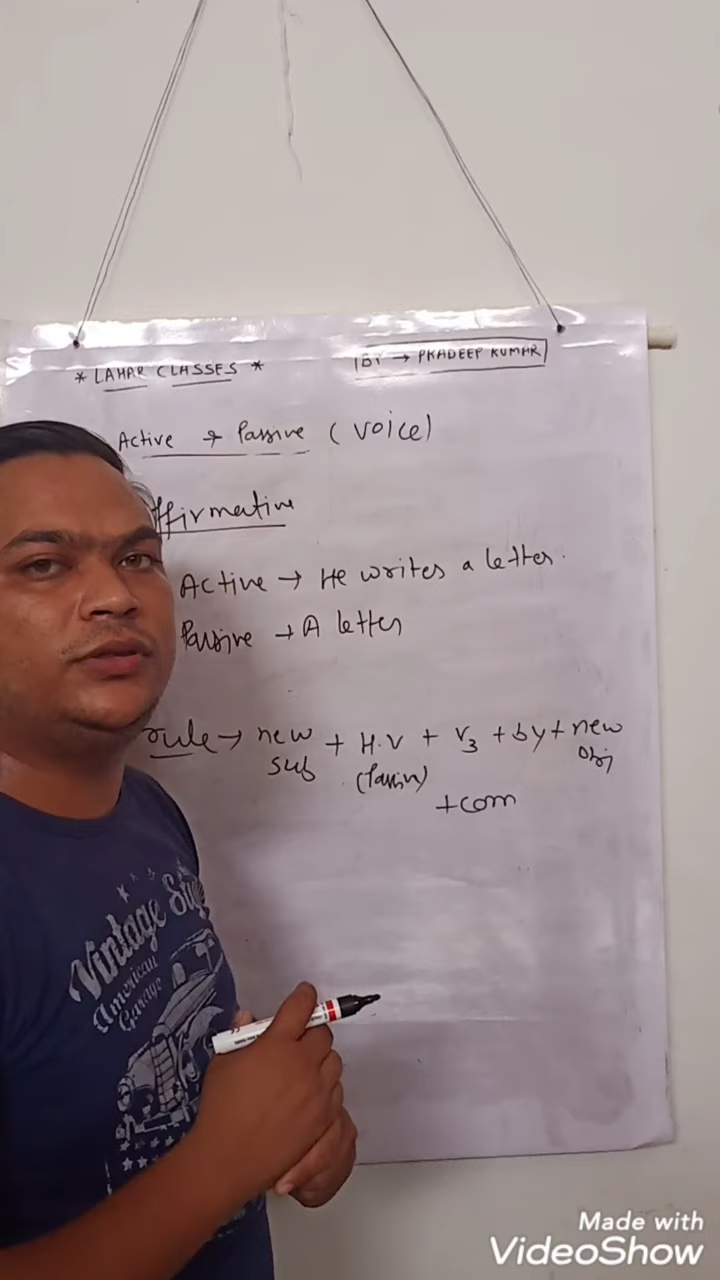 * LAHAR CLASSES *
BY → PRADEEP KUMAR
Active → Passive (Voice)
ffirmative
Active → He writes a letter.
Passive → A letter
rule → new sub + H.V (Passive) + V3 + by + new obj
+ com
Vintage Sty
American
Garage
Made with
VideoShow